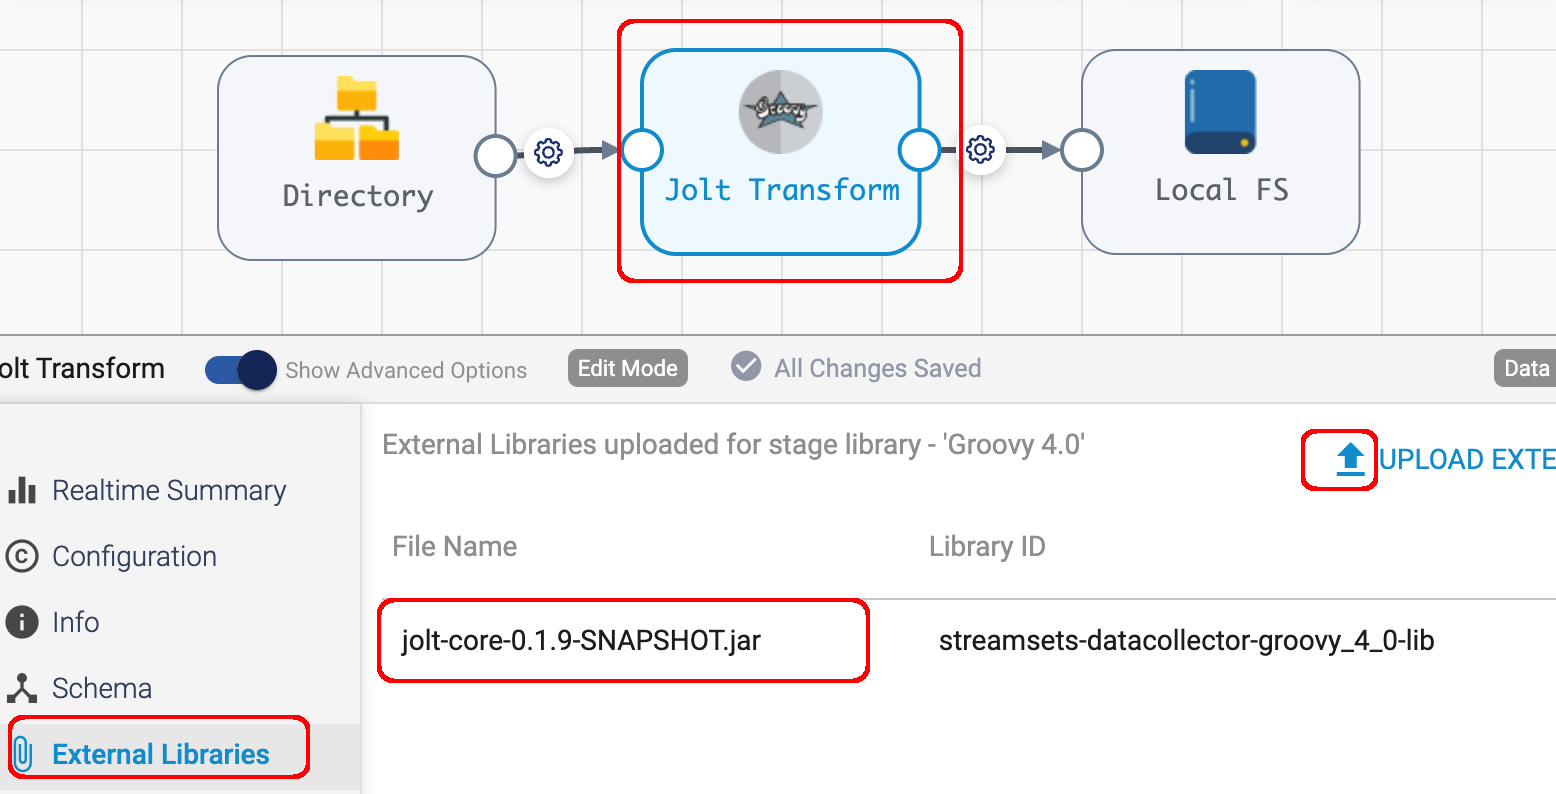 Groovy
Directory
Jolt Transform
Local FS
olt Transform
Show Advanced Options
Edit Mode
All Changes Saved
Data
External Libraries uploaded for stage library - 'Groovy 4.0'
UPLOAD EXTE
Realtime Summary
Configuration
Info
Schema
External Libraries
File Name
Library ID
jolt-core-0.1.9-SNAPSHOT.jar
streamsets-datacollector-groovy_4_0-lib